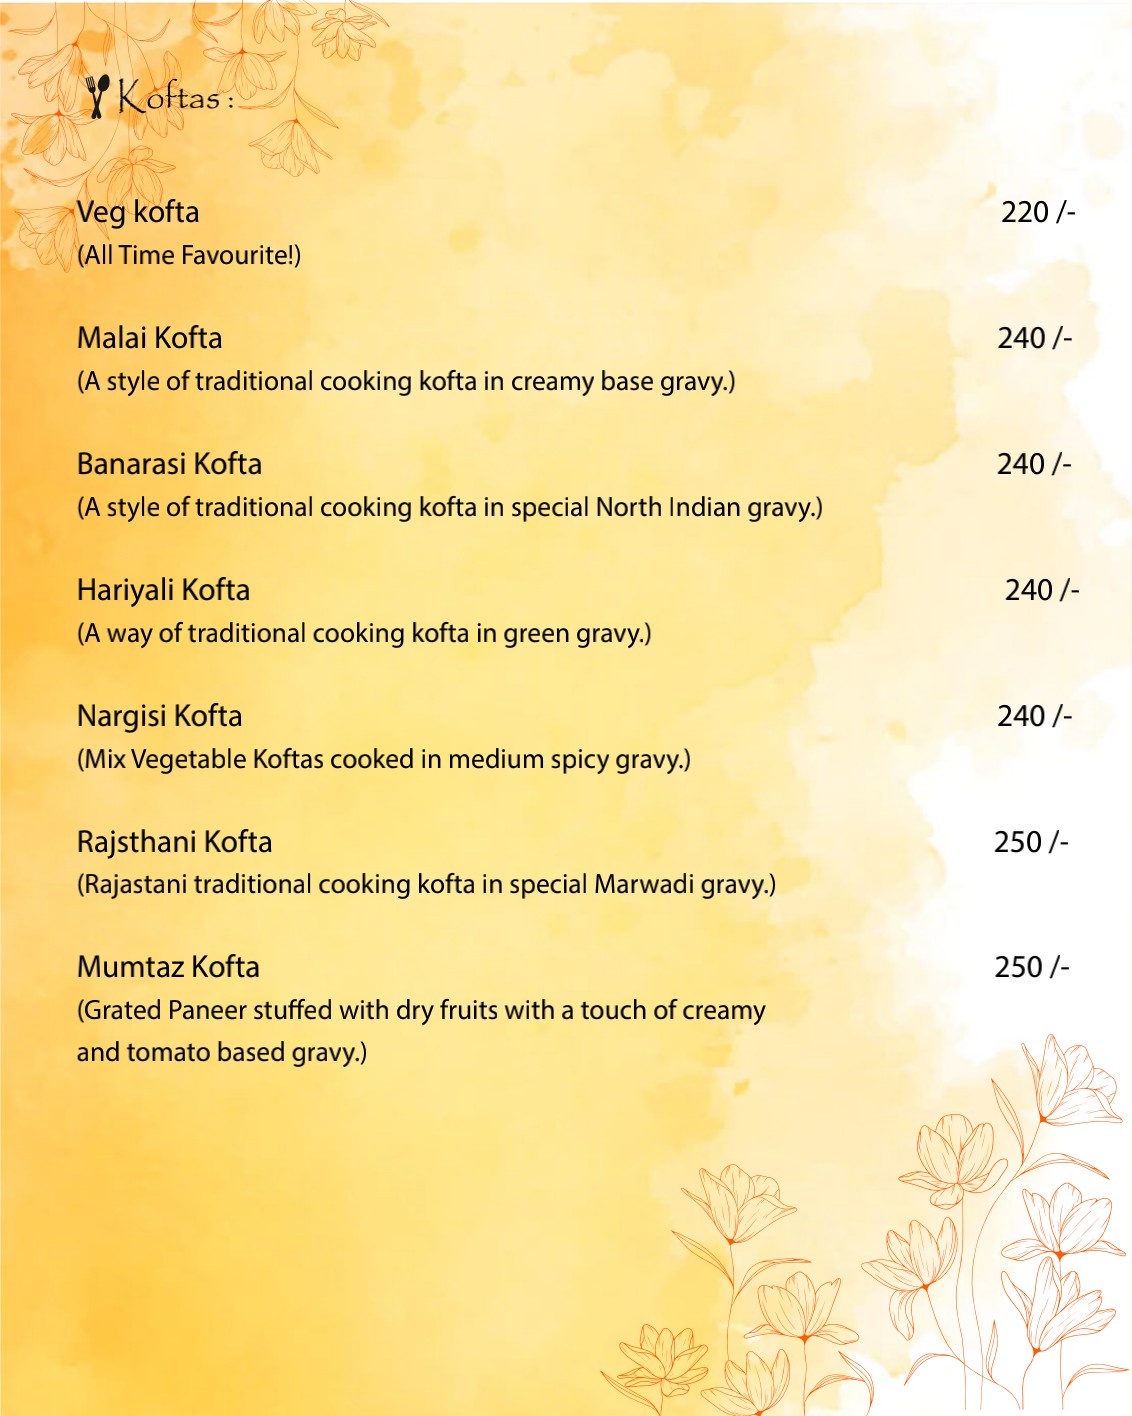 Koftas :
Veg kofta 220 /-
(All Time Favourite!)
Malai Kofta 240 /-
(A style of traditional cooking kofta in creamy base gravy.)
Banarasi Kofta 240 /-
(A style of traditional cooking kofta in special North Indian gravy.)
Hariyali Kofta 240 /-
(A way of traditional cooking kofta in green gravy.)
Nargisi Kofta 240 /-
(Mix Vegetable Koftas cooked in medium spicy gravy.)
Rajsthani Kofta 250 /-
(Rajastani traditional cooking kofta in special Marwadi gravy.)
Mumtaz Kofta 250 /-
(Grated Paneer stuffed with dry fruits with a touch of creamy
and tomato based gravy.)